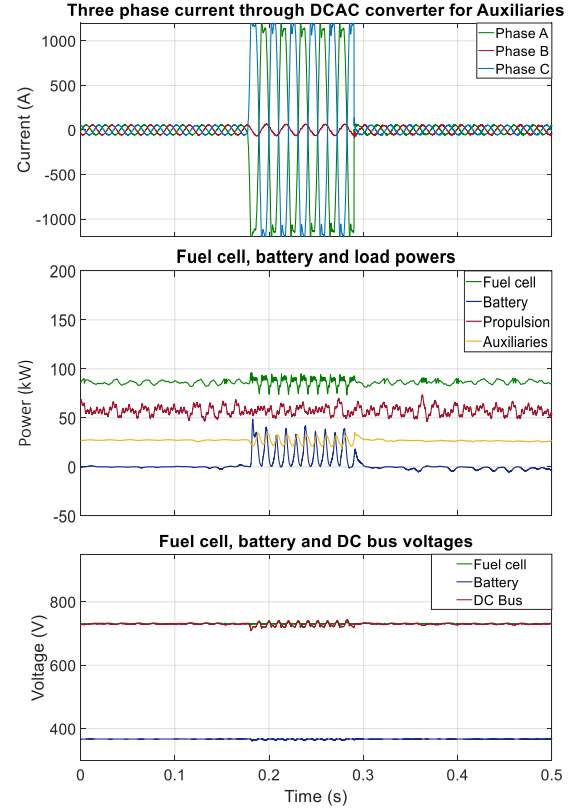 Three phase current through DCAC converter for Auxiliaries
1000
500
0
-500
-1000
Current (A)
Phase A
Phase B
Phase C
Fuel cell, battery and load powers
200
150
100
50
0
-50
Power (kW)
Fuel cell
Battery
Propulsion
Auxiliaries
Fuel cell, battery and DC bus voltages
800
600
400
Voltage (V)
Fuel cell
Battery
DC Bus
0 0.1 0.2 0.3 0.4 0.5
Time (s)